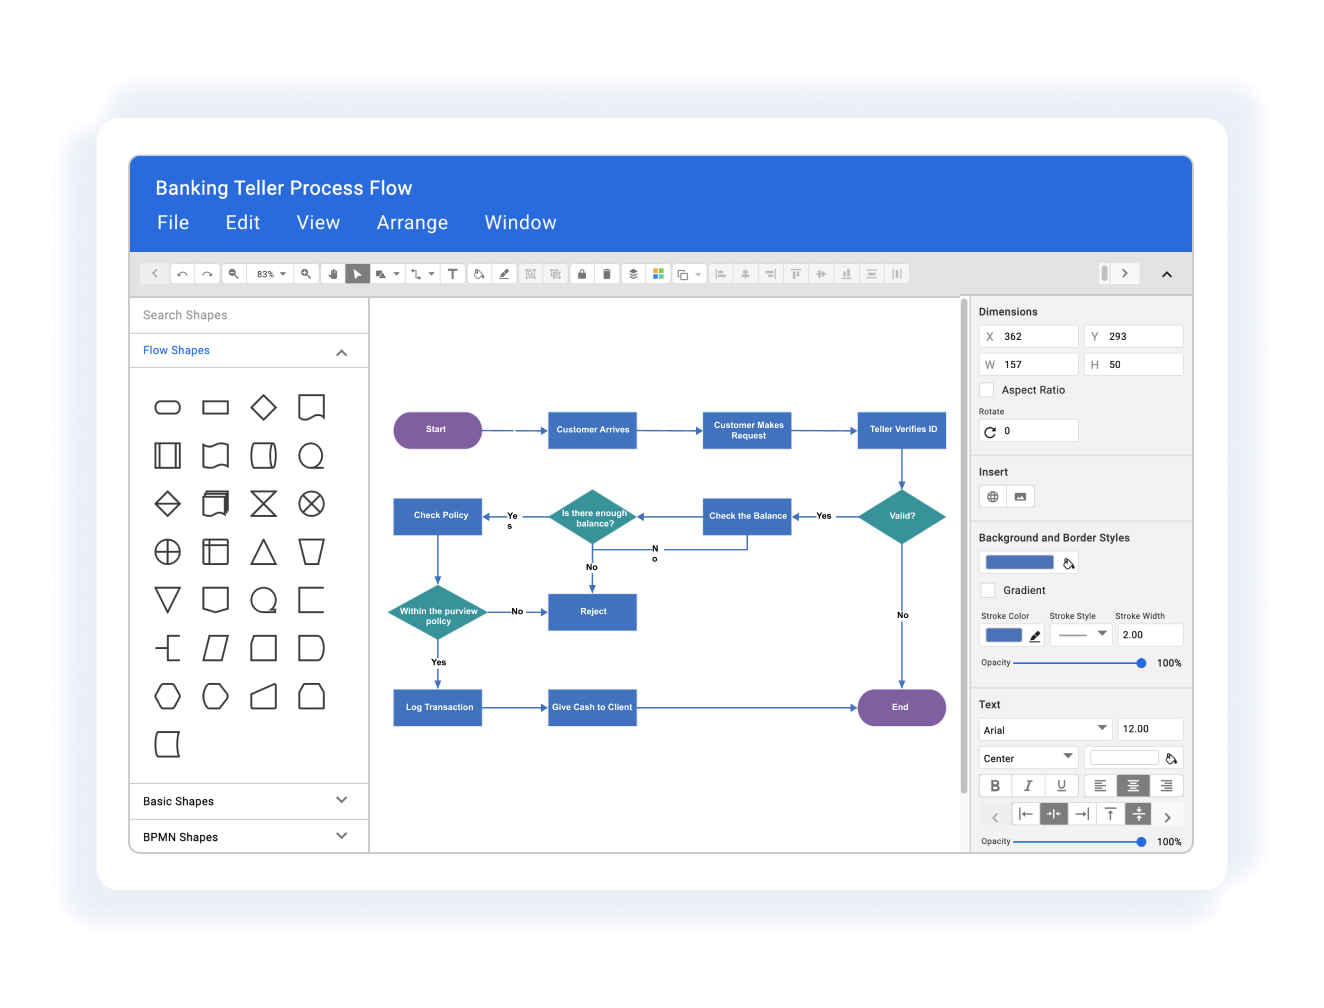 Banking Teller Process Flow
File Edit View Arrange Window
83%
T
Search Shapes
Flow Shapes
Basic Shapes
BPMN Shapes
Start
Customer Arrives
Customer Makes
Request
Teller Verifies ID
Check Policy
Ye
s
Is there enough
balance?
Check the Balance
Yes
Valid?
N
o
No
Within the purview
policy
No
Reject
No
Yes
Log Transaction
Give Cash to Client
End
Dimensions
X 362 Y 293
W 157 H 50
Aspect Ratio
Rotate
0
Insert
Background and Border Styles
Gradient
Stroke Color Stroke Style Stroke Width
2.00
Opacity 100%
Text
Arial 12.00
Center
B I U
Opacity 100%